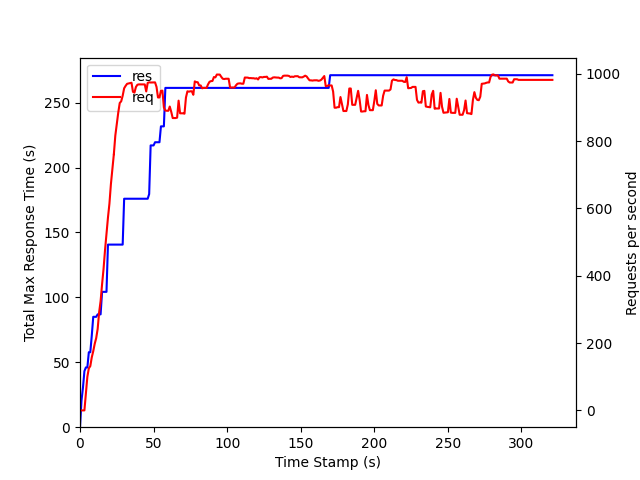 res
req
Total Max Response Time (s)
250
200
150
100
50
0
1000
800
600
400
200
0
Requests per second
0 50 100 150 200 250 300
Time Stamp (s)